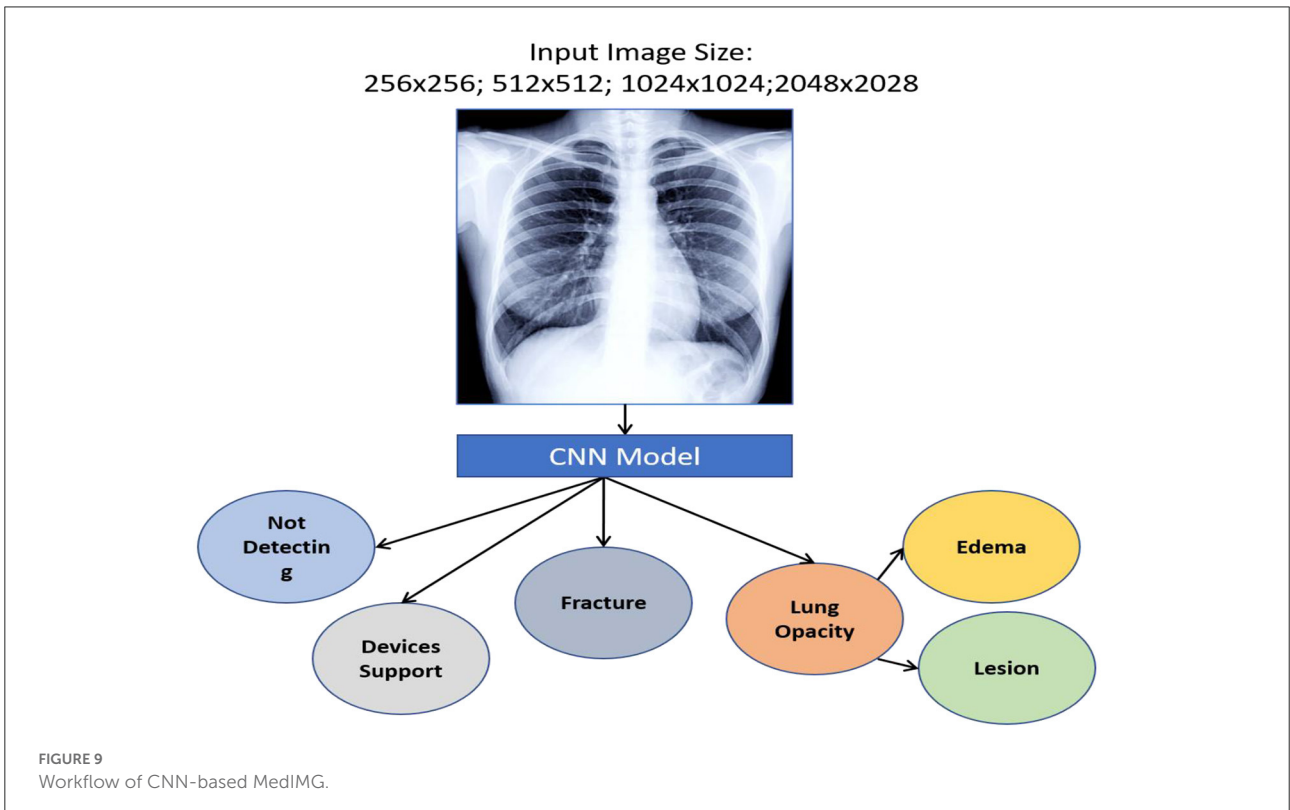 Input Image Size:
256x256; 512x512; 1024x1024;2048x2028
CNN Model
Not
Detectin
g
Devices
Support
Fracture
Lung
Opacity
Edema
Lesion
FIGURE 9
Workflow of CNN-based MedIMG.